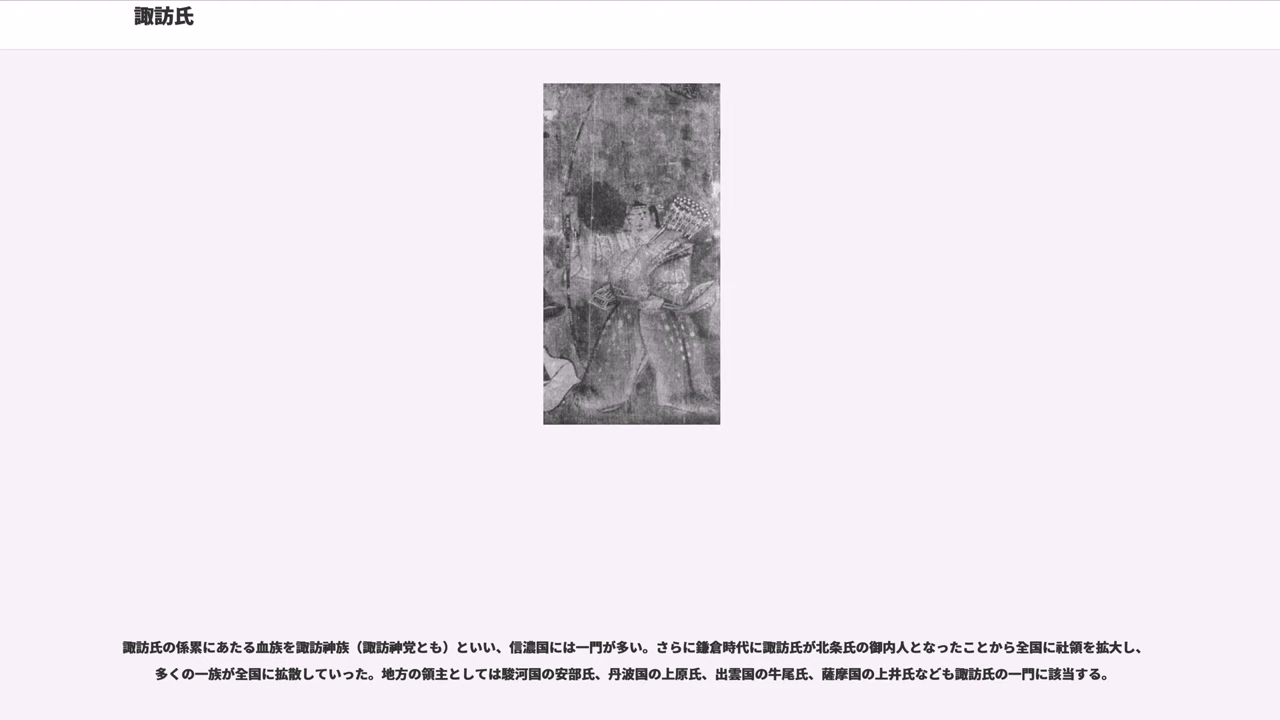 諏訪氏
諏訪氏の係累にあたる血族を諏訪神族（諏訪神党とも）といい、信濃国には一門が多い。さらに鎌倉時代に諏訪氏が北条氏の御内人となったことから全国に社領を拡大し、
多くの一族が全国に拡散していった。地方の領主としては駿河国の安部氏、丹波国の上原氏、出雲国の牛尾氏、薩摩国の上井氏なども諏訪氏の一門に該当する。